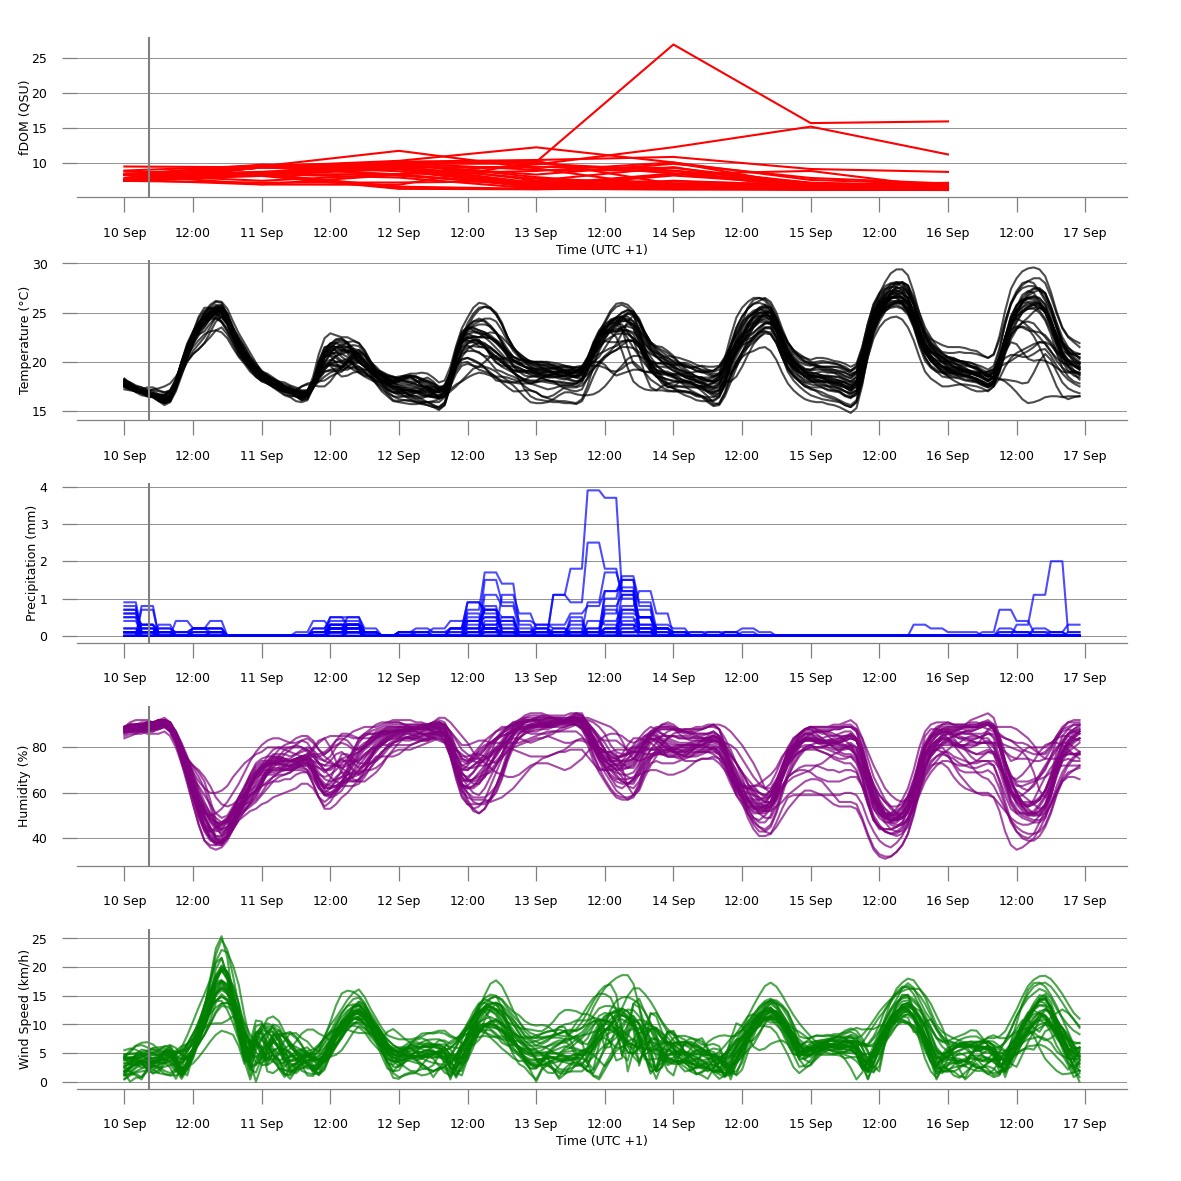 fDOM (QSU)
25
20
15
10
10 Sep 12:00 11 Sep 12:00 12 Sep 12:00 13 Sep 12:00 14 Sep 12:00 15 Sep 12:00 16 Sep 12:00 17 Sep
Time (UTC +1)
Temperature (°C)
30
25
20
15
10 Sep 12:00 11 Sep 12:00 12 Sep 12:00 13 Sep 12:00 14 Sep 12:00 15 Sep 12:00 16 Sep 12:00 17 Sep
Precipitation (mm)
4
3
2
1
0
10 Sep 12:00 11 Sep 12:00 12 Sep 12:00 13 Sep 12:00 14 Sep 12:00 15 Sep 12:00 16 Sep 12:00 17 Sep
Humidity (%)
80
60
40
10 Sep 12:00 11 Sep 12:00 12 Sep 12:00 13 Sep 12:00 14 Sep 12:00 15 Sep 12:00 16 Sep 12:00 17 Sep
Wind Speed (km/h)
25
20
15
10
5
0
10 Sep 12:00 11 Sep 12:00 12 Sep 12:00 13 Sep 12:00 14 Sep 12:00 15 Sep 12:00 16 Sep 12:00 17 Sep
Time (UTC +1)